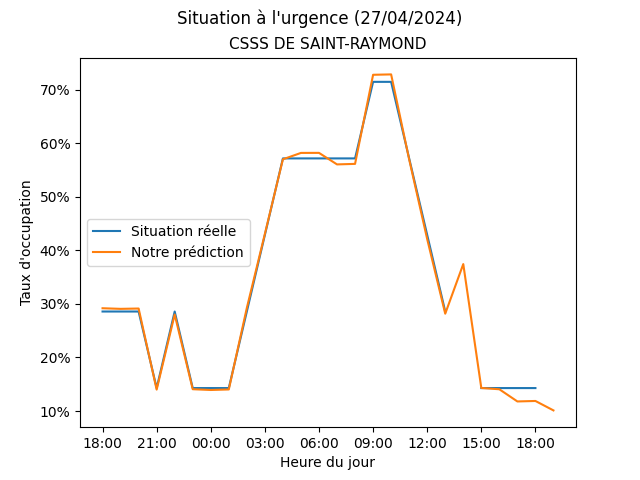 Situation à l'urgence (27/04/2024)
CSSS DE SAINT-RAYMOND
Taux d'occupation
70%
60%
50%
40%
30%
20%
10%
Situation réelle
Notre prédiction
18:00 21:00 00:00 03:00 06:00 09:00 12:00 15:00 18:00
Heure du jour